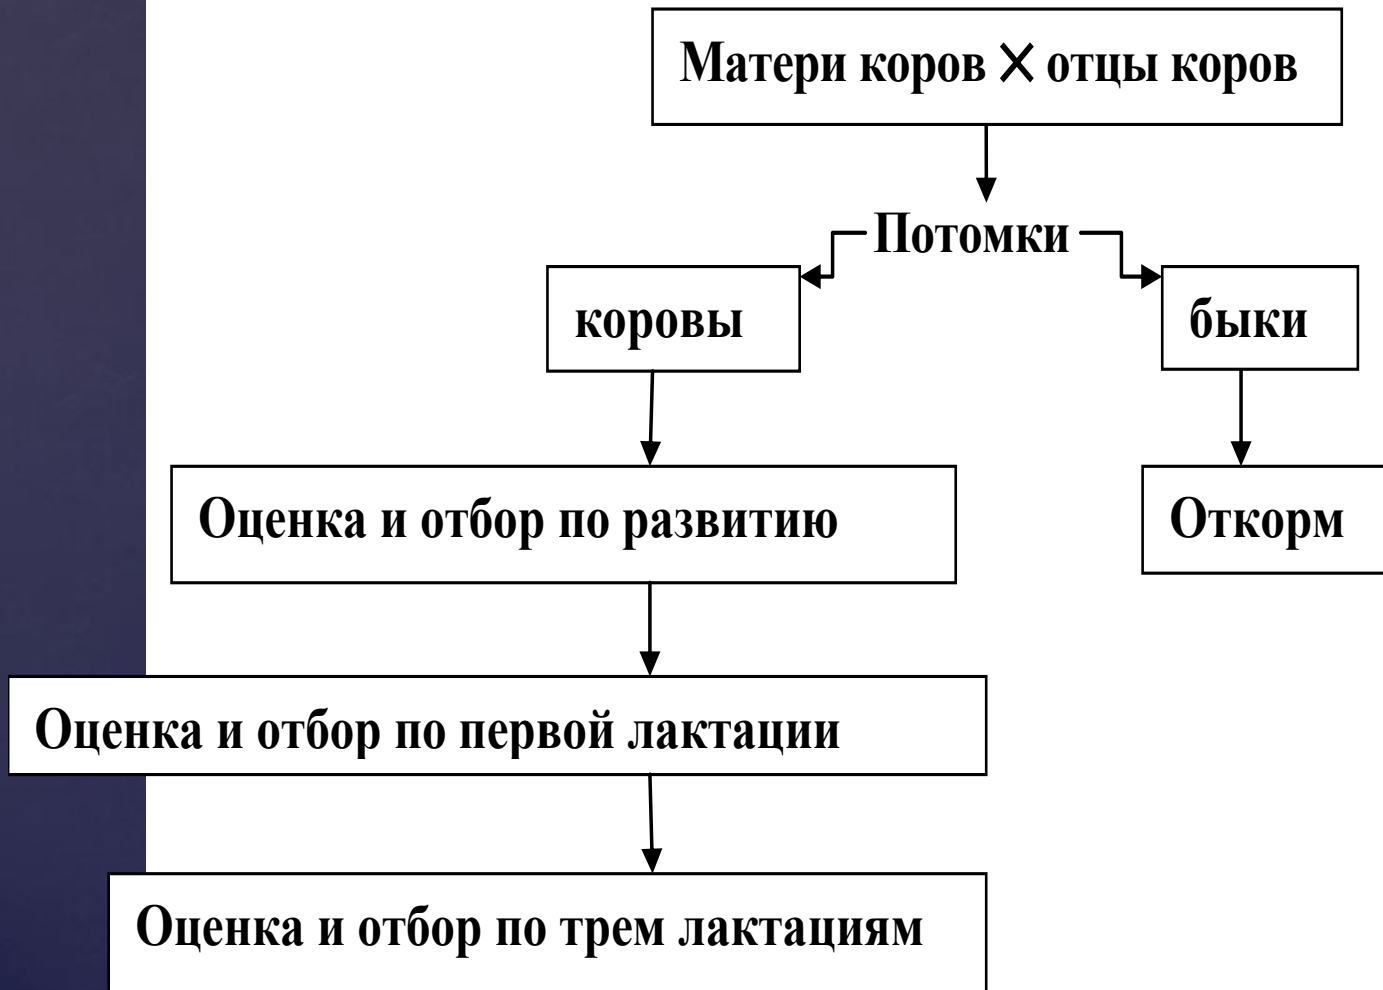 Матери коров X отцы коров
Потомки
коровы
быки
Оценка и отбор по развитию
Откорм
Оценка и отбор по первой лактации
Оценка и отбор по трем лактациям